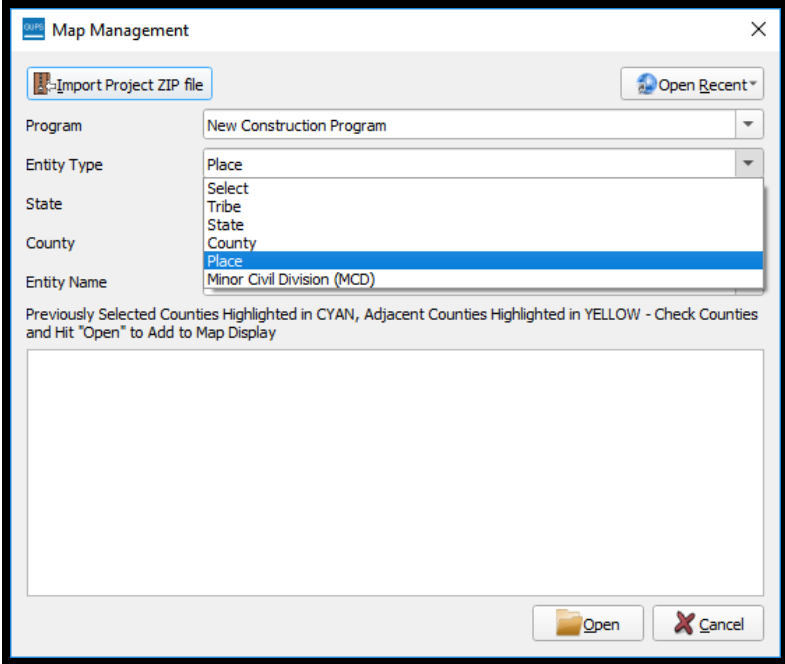 GUPS
Map Management
Import Project ZIP file
Open Recent
Program
New Construction Program
Entity Type
Place
Select
Tribe
State
State
County
County
Place
Entity Name
Minor Civil Division (MCD)
Previously Selected Counties Highlighted in CYAN, Adjacent Counties Highlighted in YELLOW - Check Counties
and Hit "Open" to Add to Map Display
Open
Cancel